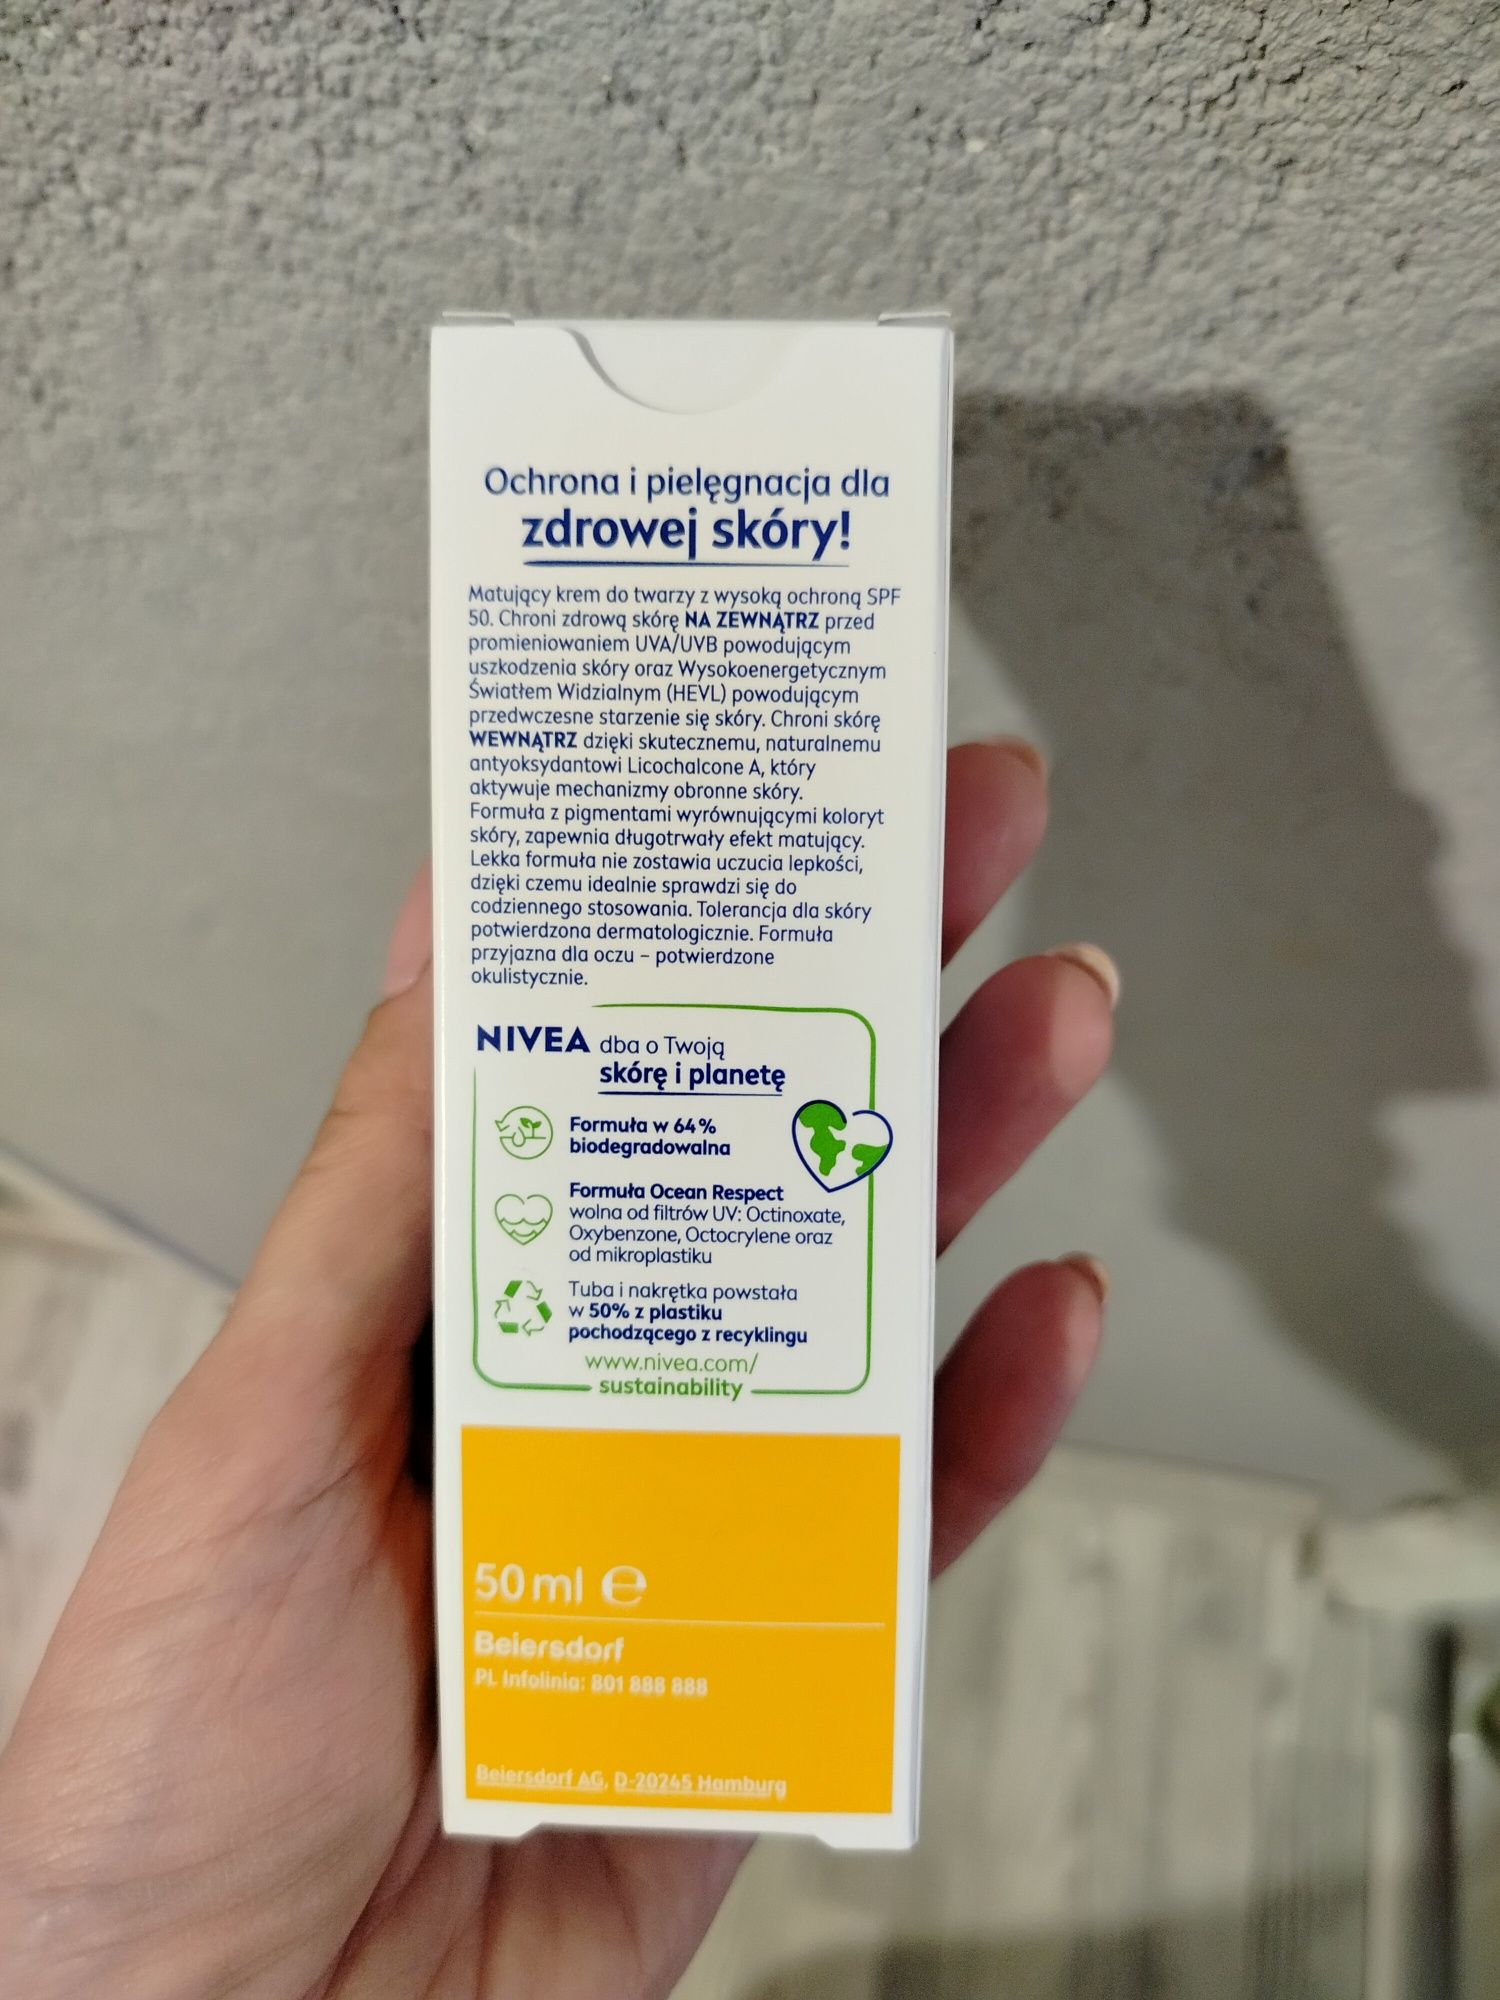 Ochrona i pielęgnacja dla
zdrowej skóry!
Matujący krem do twarzy z wysoką ochroną SPF
50. Chroni zdrową skórę NA ZEWNĄTRZ przed
promieniowaniem UVA/UVB powodującym
uszkodzenia skóry oraz Wysokoenergetycznym
Światłem Widzialnym (HEVL) powodującym
przedwczesne starzenie się skóry. Chroni skórę
WEWNĄTRZ dzięki skutecznemu, naturalnemu
antyoksydantowi Licochalcone A, który
aktywuje mechanizmy obronne skóry.
Formuła z pigmentami wyrównującymi koloryt
skóry, zapewnia długotrwały efekt matujący.
Lekka formuła nie zostawia uczucia lepkości,
dzięki czemu idealnie sprawdzi się do
codziennego stosowania. Tolerancja dla skóry
potwierdzona dermatologicznie. Formuła
przyjazna dla oczu – potwierdzone
okulistycznie.
NIVEA dba o Twoją
skórę i planetę
Formuła w 64%
biodegradowalna
Formuła Ocean Respect
wolna od filtrów UV: Octinoxate,
Oxybenzone, Octocrylene oraz
od mikroplastiku
Tuba i nakrętka powstała
w 50% z plastiku
pochodzącego z recyklingu
www.nivea.com/
sustainability
50 ml ℮
Beiersdorf
PL Infolinia: 801 888 888
Beiersdorf AG, D-20245 Hamburg